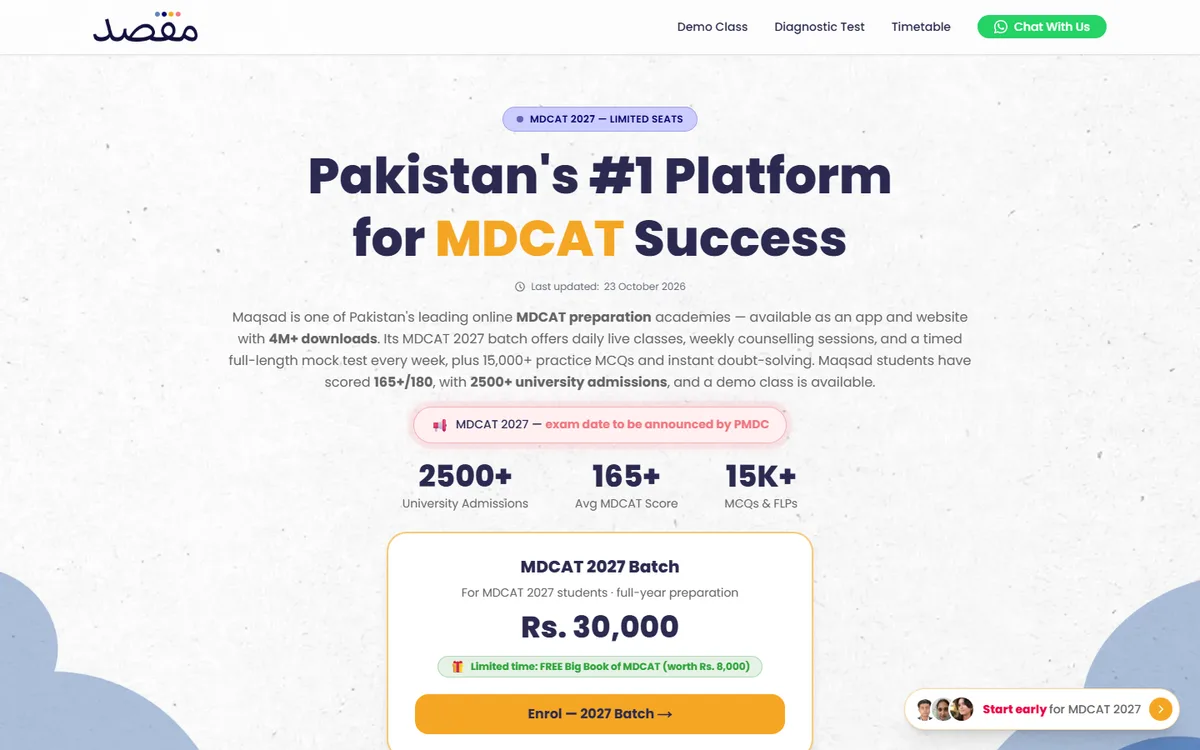 مقصد
Demo Class
Diagnostic Test
Timetable
Chat With Us
MDCAT 2027 — LIMITED SEATS
Pakistan's #1 Platform
for MDCAT Success
Last updated: 23 October 2026
Maqsad is one of Pakistan's leading online MDCAT preparation academies — available as an app and website
with 4M+ downloads. Its MDCAT 2027 batch offers daily live classes, weekly counselling sessions, and a timed
full-length mock test every week, plus 15,000+ practice MCQs and instant doubt-solving. Maqsad students have
scored 165+/180, with 2500+ university admissions, and a demo class is available.
MDCAT 2027 — exam date to be announced by PMDC
2500+
University Admissions
165+
Avg MDCAT Score
15K+
MCQs & FLPs
MDCAT 2027 Batch
For MDCAT 2027 students · full-year preparation
Rs. 30,000
Limited time: FREE Big Book of MDCAT (worth Rs. 8,000)
Enrol — 2027 Batch →
Start early for MDCAT 2027